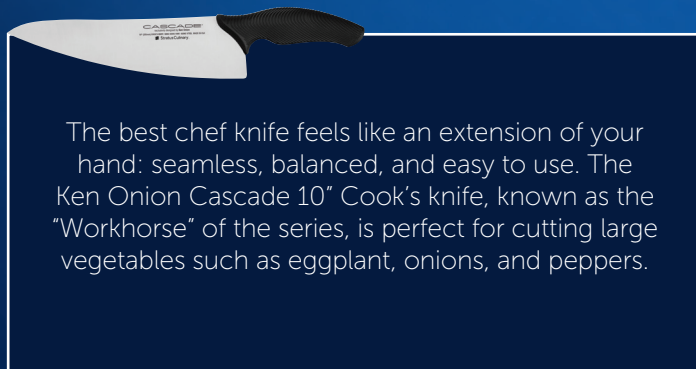 CASCADE
StratusCulinary
The best chef knife feels like an extension of your
hand: seamless, balanced, and easy to use. The
Ken Onion Cascade 10” Cook’s knife, known as the
“Workhorse” of the series, is perfect for cutting large
vegetables such as eggplant, onions, and peppers.